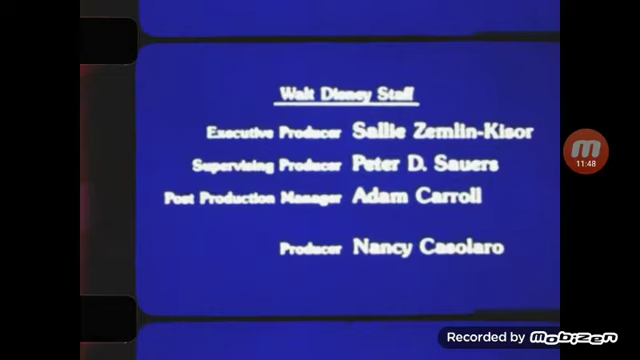 Walt Disney Staff
Executive Producer Sallie Zemlin-Kisor
Supervising Producer Peter D. Sauers
Post Production Manager Adam Carroll
Producer Nancy Casolaro
11:48
Recorded by mobizen